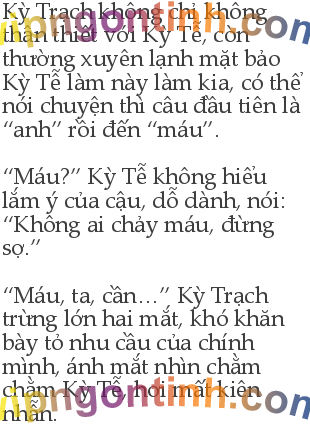 Kỳ Trạch không chỉ không
thân thiết với Kỳ Tễ, còn
thường xuyên lạnh mặt bảo
Kỳ Tễ làm này làm kia, có thể
nói chuyện thì câu đầu tiên là
“anh” rồi đến “máu”.
“Máu?” Kỳ Tễ không hiểu
lắm ý của cậu, dỗ dành, nói:
“Không ai chảy máu, đừng
sợ.”
“Máu, ta, cần…” Kỳ Trạch
trừng lớn hai mắt, khó khăn
bày tỏ nhu cầu của chính
mình, ánh mắt nhìn chằm
chằm Kỳ Tễ, hơi mất kiên
nhẫn.
vipngontinh.com
vipngontinh.com